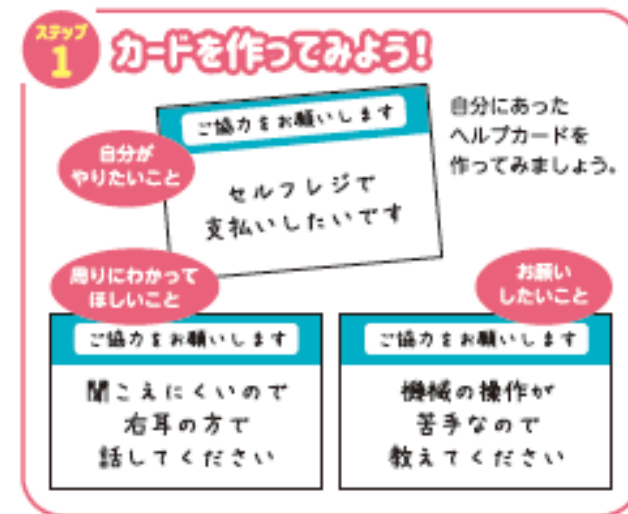 ステップ
1
カードを作ってみよう!
自分にあった
ヘルプカードを
作ってみましょう。
自分が
やりたいこと
ご協力をお願いします
セルフレジで
支払いしたいです
周りにわかって
ほしいこと
ご協力をお願いします
聞こえにくいので
右耳の方で
話してください
お願い
したいこと
ご協力をお願いします
機械の操作が
苦手なので
教えてください